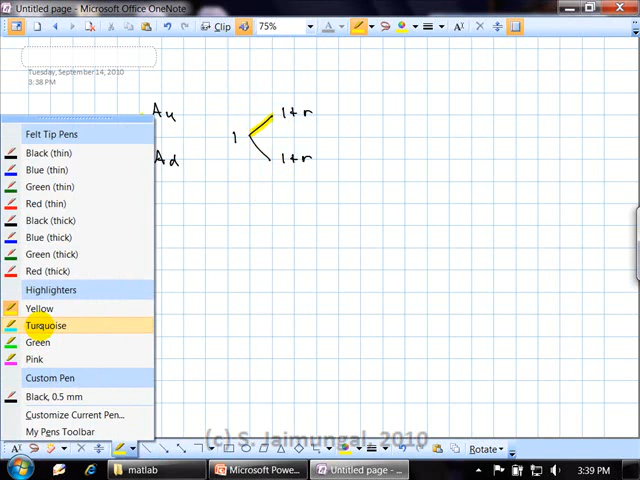 Untitled page - Microsoft Office OneNote
Clip
75%
Tuesday, September 14, 2010
3:38 PM
Au
1
1+r
Ad
1+r
Felt Tip Pens
Black (thin)
Blue (thin)
Green (thin)
Red (thin)
Black (thick)
Blue (thick)
Green (thick)
Red (thick)
Highlighters
Yellow
Turquoise
Green
Pink
Custom Pen
Black, 0.5 mm
Customize Current Pen...
My Pens Toolbar
(c) S. Jaimungal, 2010
Rotate
matlab
Microsoft Powe...
Untitled page - ...
3:39 PM